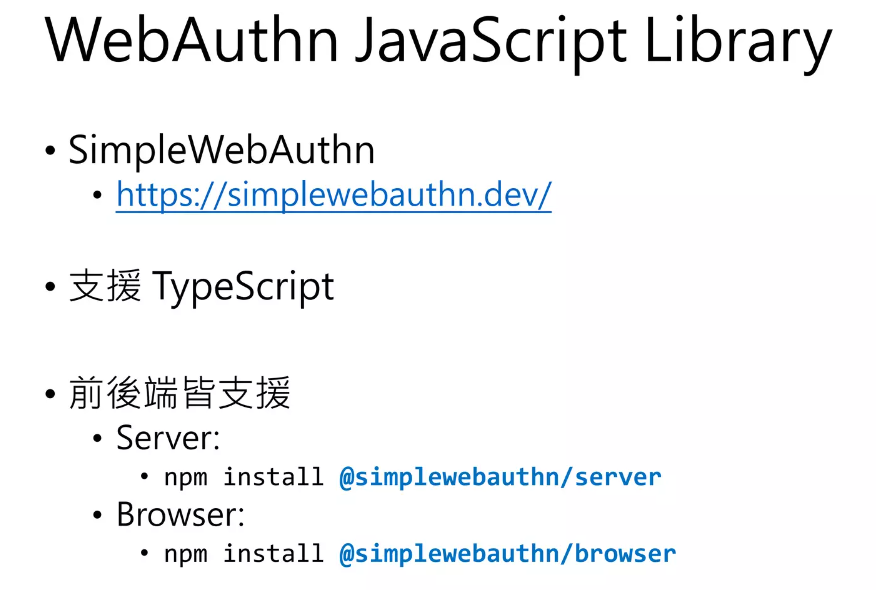 WebAuthn JavaScript Library
• SimpleWebAuthn
• https://simplewebauthn.dev/
• 支援 TypeScript
• 前後端皆支援
• Server:
• npm install @simplewebauthn/server
• Browser:
• npm install @simplewebauthn/browser